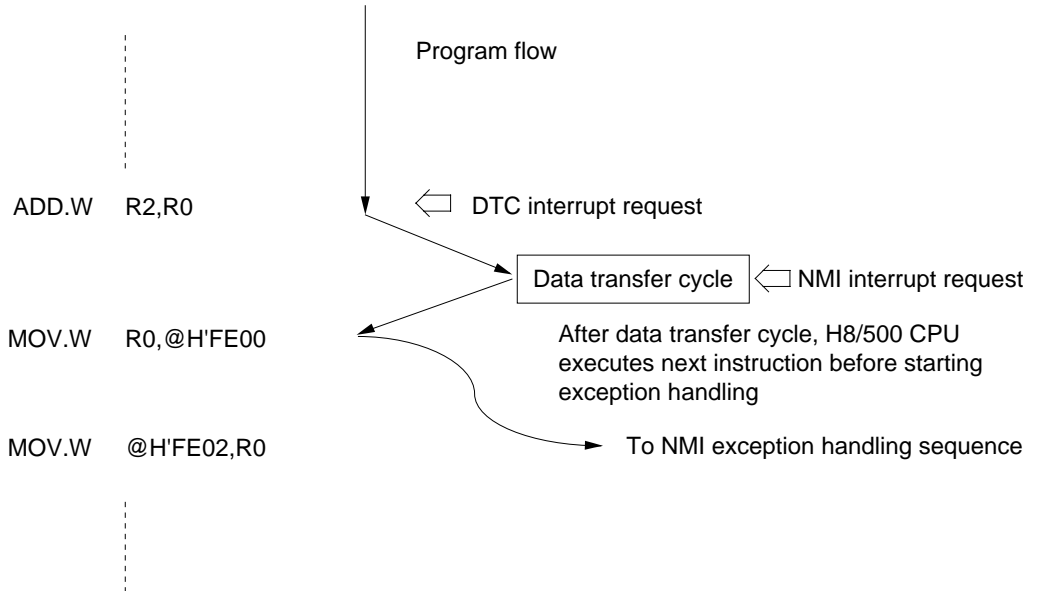 Program flow
ADD.W R2,R0
DTC interrupt request
Data transfer cycle
NMI interrupt request
MOV.W R0,@H'FE00
After data transfer cycle, H8/500 CPU
executes next instruction before starting
exception handling
MOV.W @H'FE02,R0
To NMI exception handling sequence